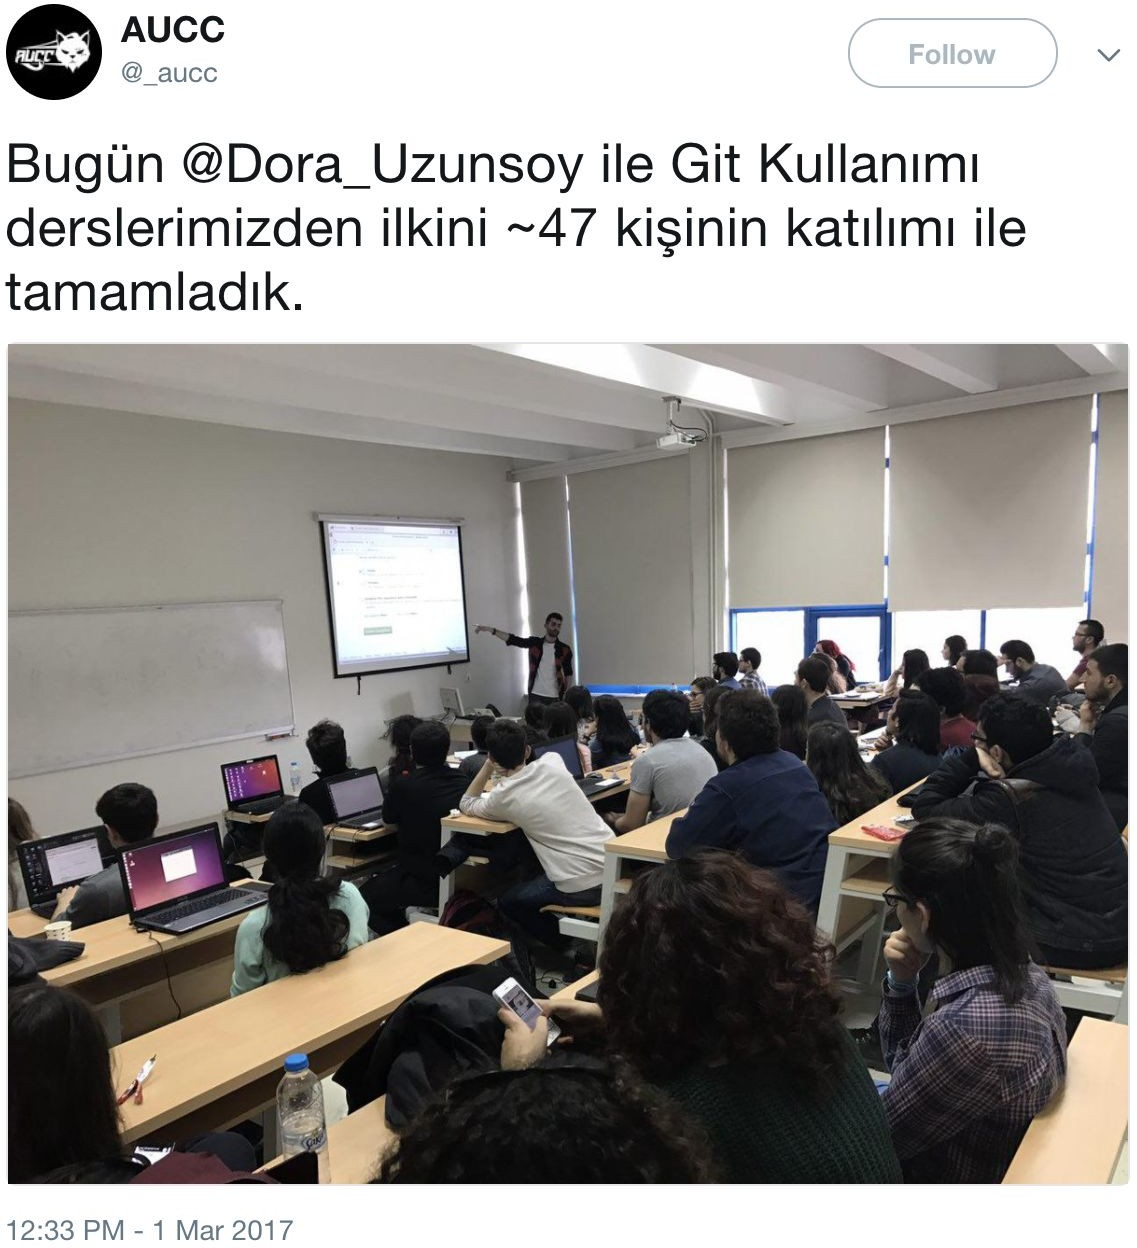 AUCC
AUCC
@_aucc
Follow
Bugün @Dora_Uzunsoy ile Git Kullanımı
derslerimizden ilkini ~47 kişinin katılımı ile
tamamladık.
12:33 PM - 1 Mar 2017